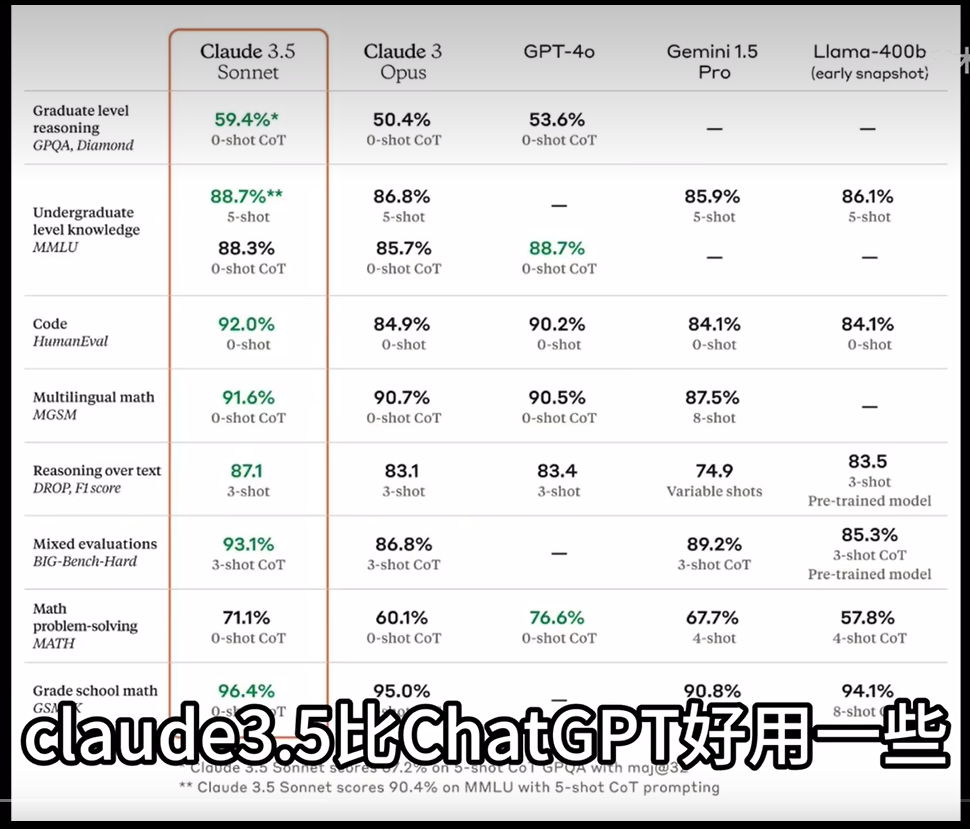 Claude 3.5 Sonnet
Claude 3 Opus
GPT-4o
Gemini 1.5 Pro
Llama-400b (early snapshot)
Graduate level reasoning
GPQA, Diamond
59.4%* 50.4% 53.6% — —
0-shot CoT 0-shot CoT 0-shot CoT
Undergraduate level knowledge
MMLU
88.7%** 86.8% — 85.9% 86.1%
5-shot 5-shot 5-shot 5-shot
88.3% 85.7% 88.7% — —
0-shot CoT 0-shot CoT 0-shot CoT
Code
HumanEval
92.0% 84.9% 90.2% 84.1% 84.1%
0-shot 0-shot 0-shot 0-shot 0-shot
Multilingual math
MGSM
91.6% 90.7% 90.5% 87.5% —
0-shot CoT 0-shot CoT 0-shot CoT 8-shot
Reasoning over text
DROP, F1 score
87.1 83.1 83.4 74.9 83.5
3-shot 3-shot 3-shot Variable shots 3-shot
Pre-trained model
Mixed evaluations
BIG-Bench-Hard
93.1% 86.8% — 89.2% 85.3%
3-shot CoT 3-shot CoT 3-shot CoT 3-shot CoT
Pre-trained model
Math problem-solving
MATH
71.1% 60.1% 76.6% 67.7% 57.8%
0-shot CoT 0-shot CoT 0-shot CoT 4-shot 4-shot CoT
Grade school math
96.4% 95.0% — 90.8% 94.1%
8-shot
claude3.5比ChatGPT好用一些
* Claude 3.5 Sonnet scores 67.2% on 5-shot CoT GPQA with maj@32
** Claude 3.5 Sonnet scores 90.4% on MMLU with 5-shot CoT prompting